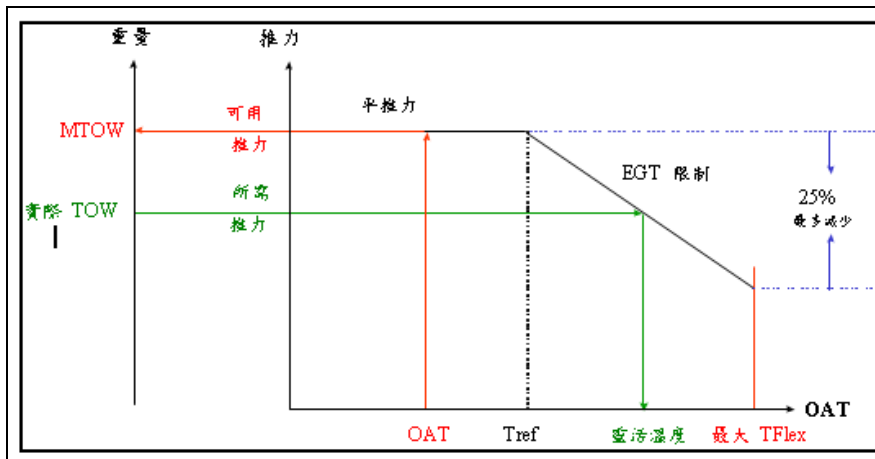 重量
推力
可用
平推力
MTOW
推力
EGT 限制
所需
25%
實際 TOW
最多減少
推力
OAT
OAT
Tref
靈活溫度
最大 TFlex